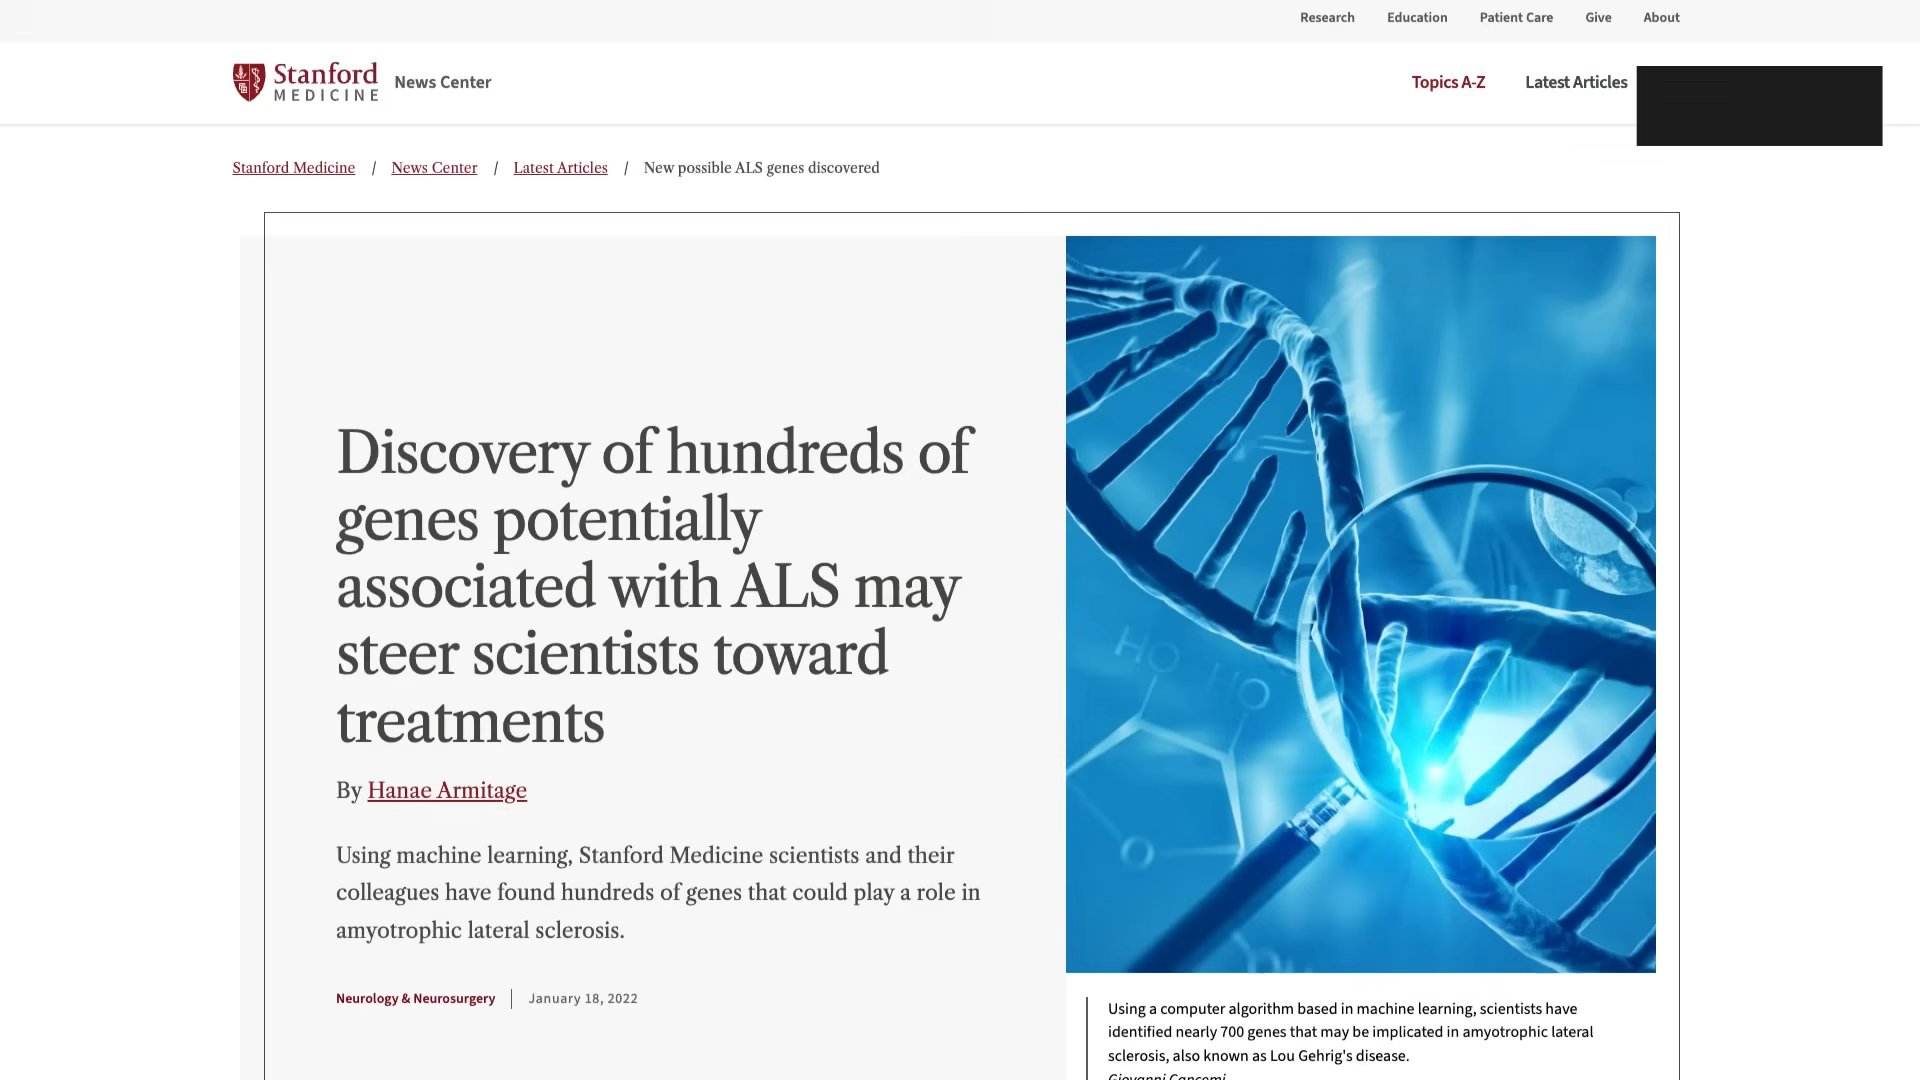 Research Education Patient Care Give About
Stanford
MEDICINE
News Center
Topics A-Z Latest Articles
Stanford Medicine / News Center / Latest Articles / New possible ALS genes discovered
Discovery of hundreds of
genes potentially
associated with ALS may
steer scientists toward
treatments
By Hanae Armitage
Using machine learning, Stanford Medicine scientists and their
colleagues have found hundreds of genes that could play a role in
amyotrophic lateral sclerosis.
Neurology & Neurosurgery January 18, 2022
HO HO
O
Using a computer algorithm based in machine learning, scientists have
identified nearly 700 genes that may be implicated in amyotrophic lateral
sclerosis, also known as Lou Gehrig's disease.
Giovanni Cancemi